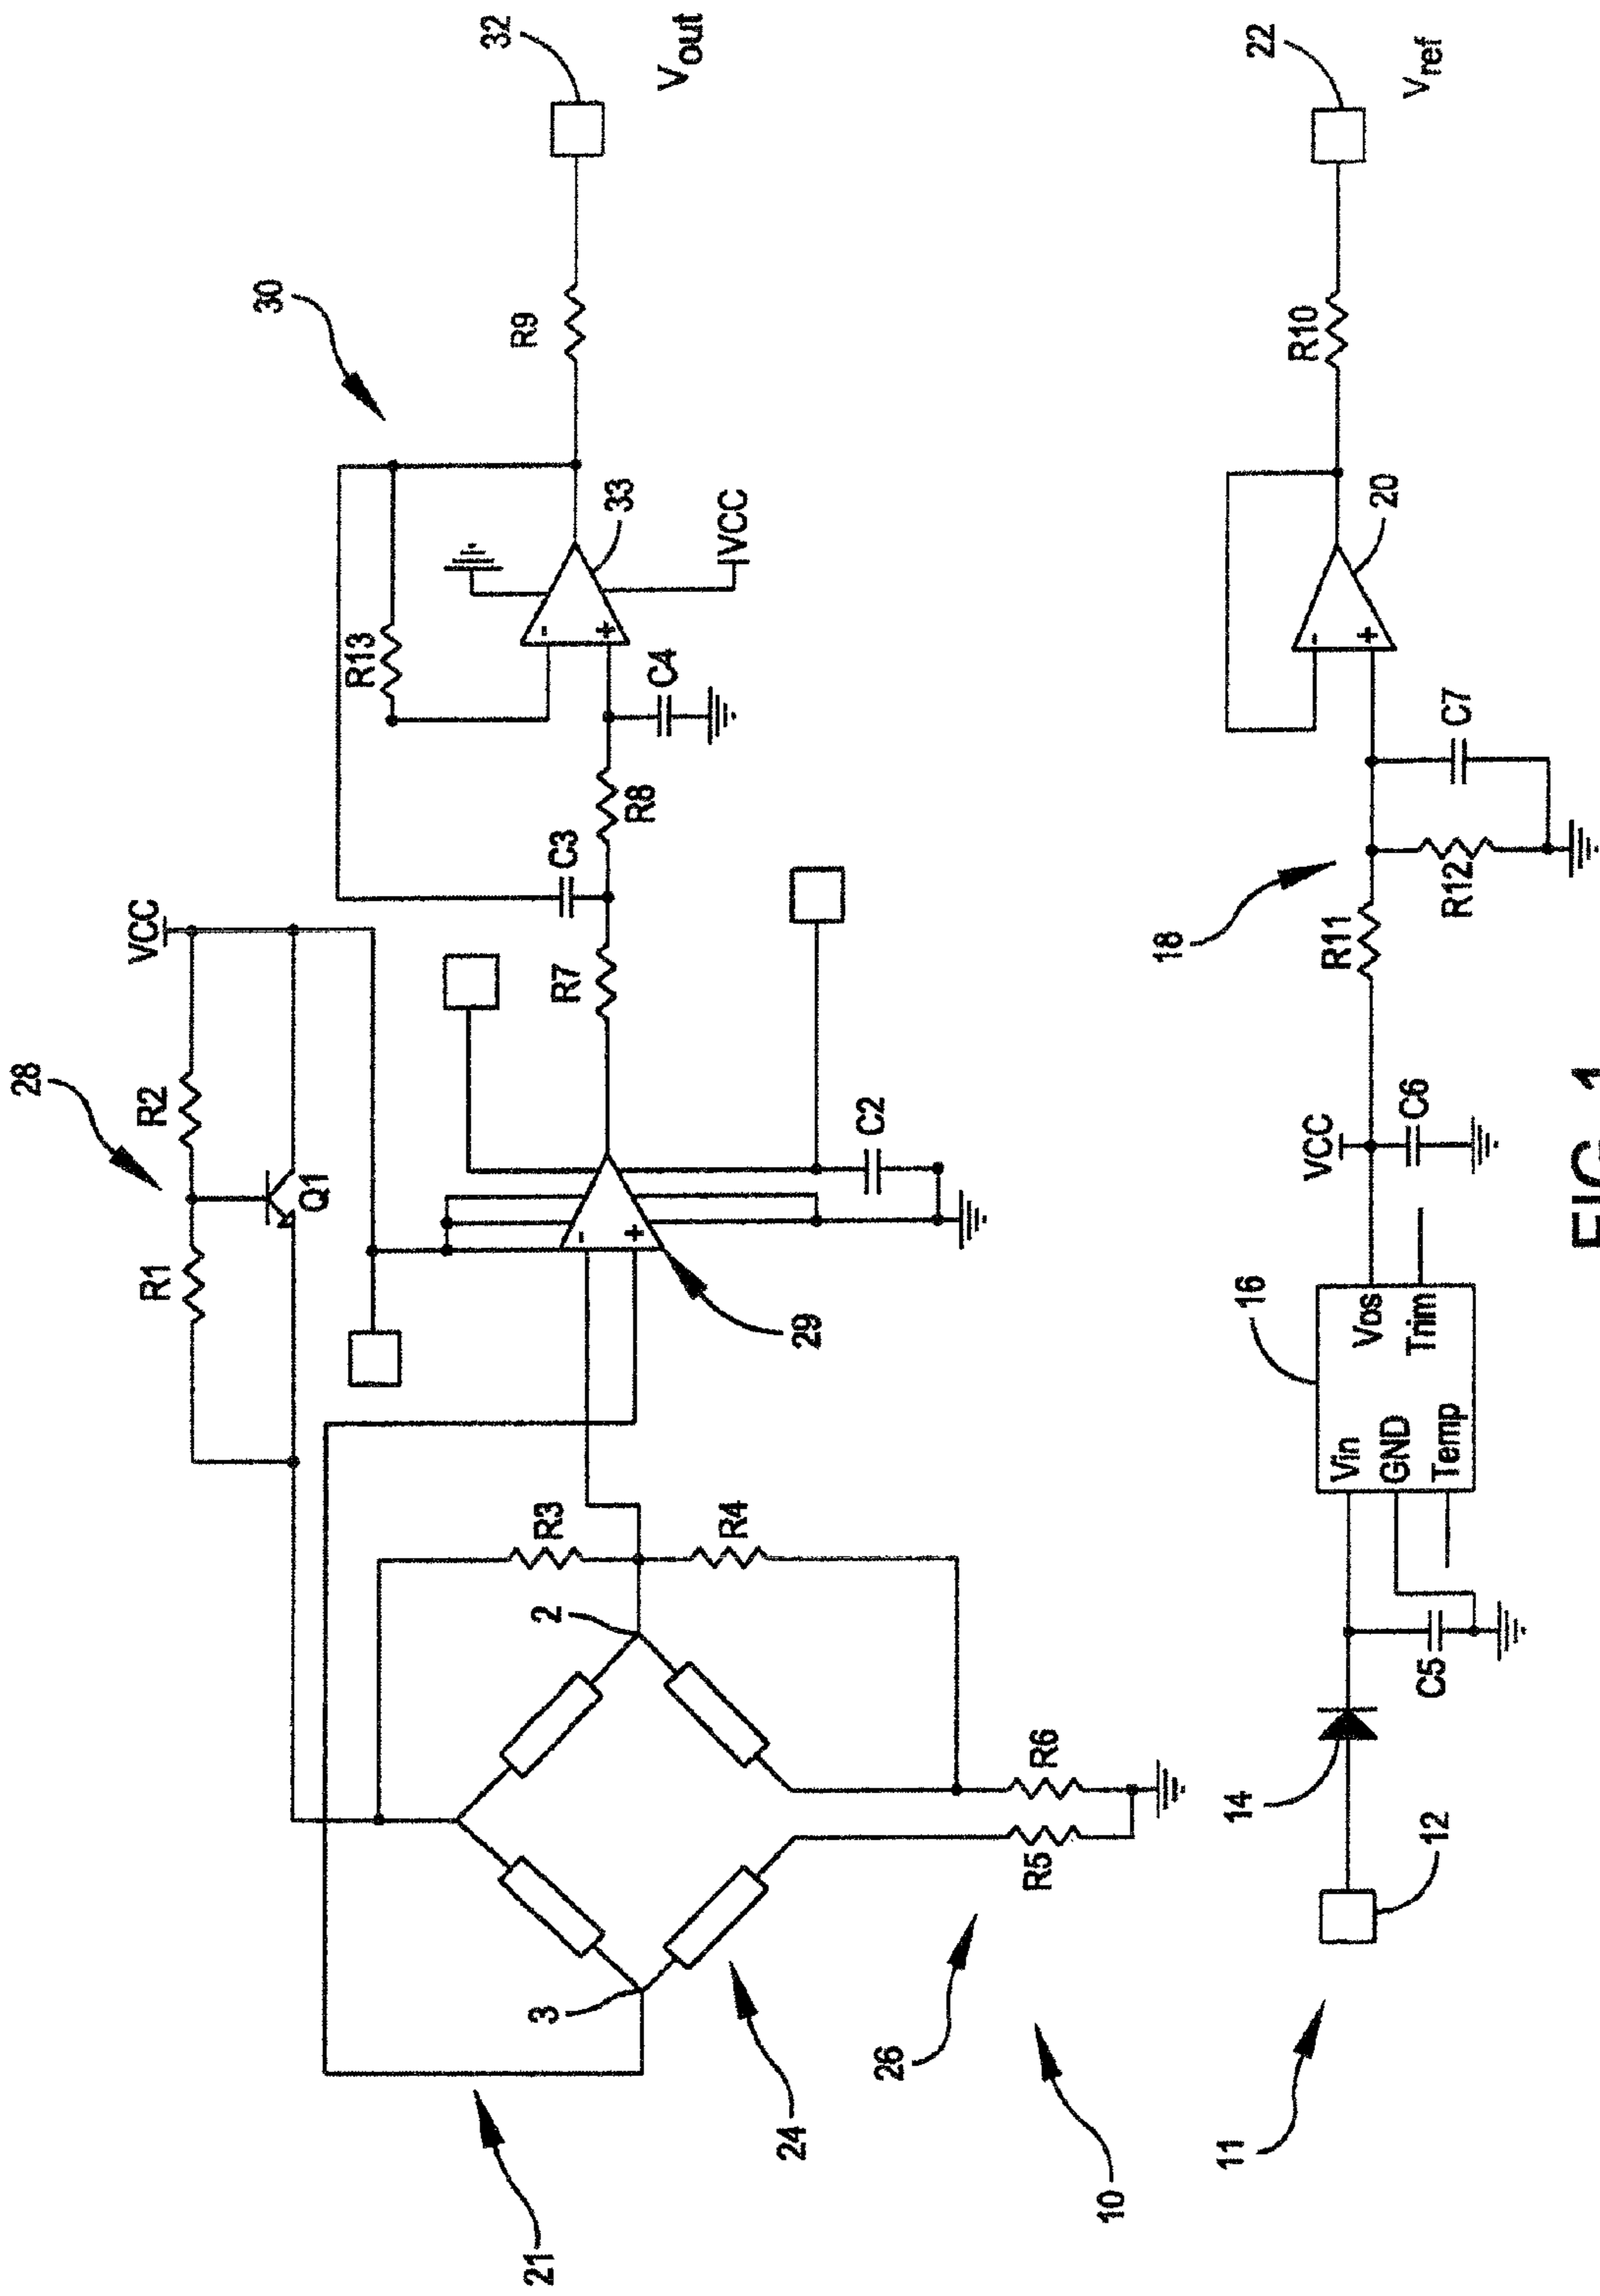 32
Vout
30
R9
33
VCC
R13
C4
R8
C3
VCC
R7
28
R2
R1
Q1
C2
29
- +
- +
R3
R4
2
3
R6
R5
24
26
21
10
22
Vref
R10
20
- +
C7
18
R12
R11
VCC
C6
16
Vos
Trim
Vin
GND
Temp
C5
14
12
11
FIG. 1